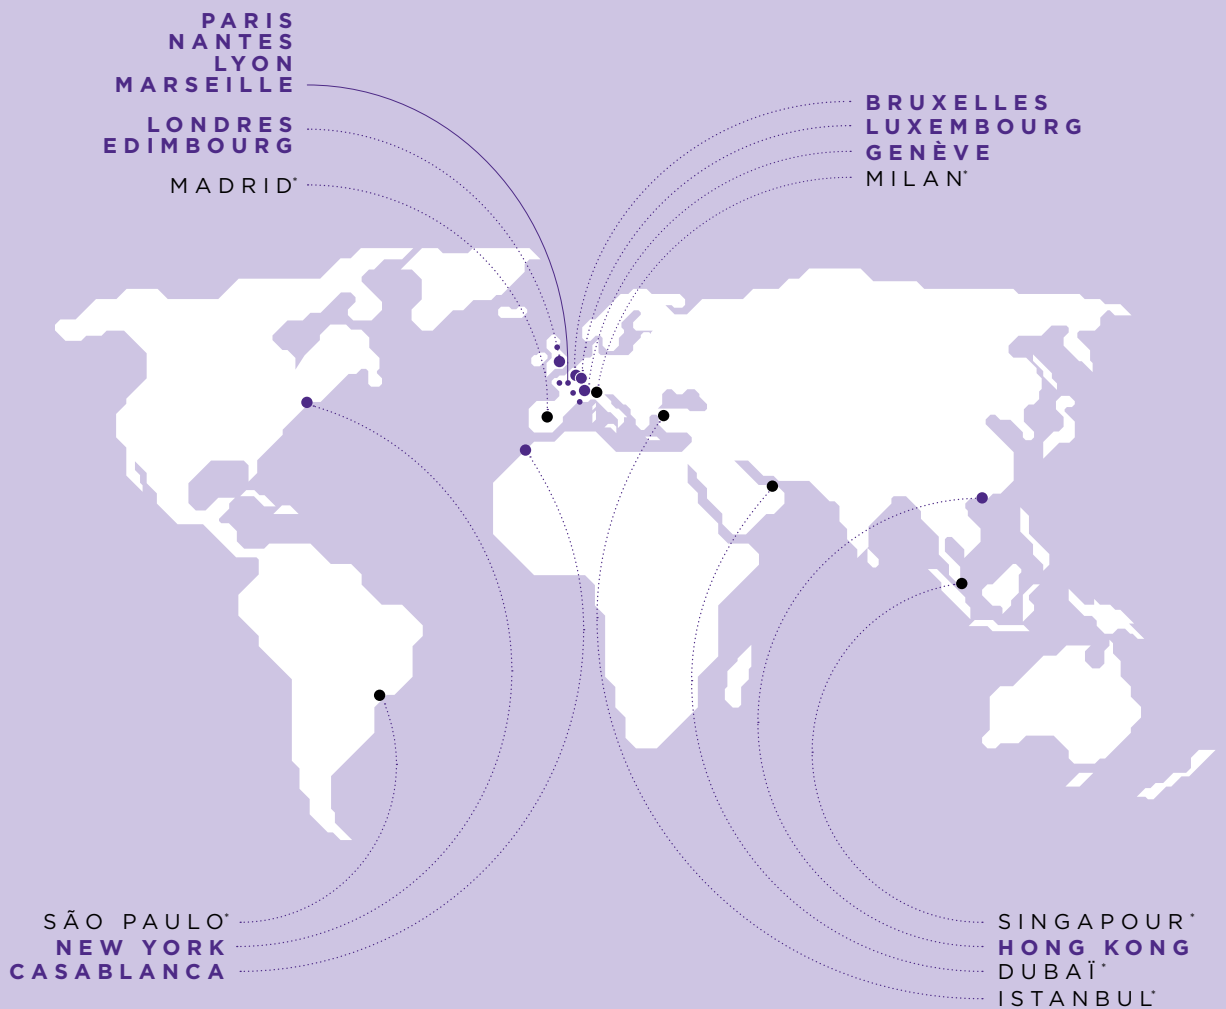 PARIS
NANTES
LYON
MARSEILLE
LONDRES
EDIMBOURG
MADRID*
BRUXELLES
LUXEMBOURG
GENÈVE
MILAN*
SÃO PAULO*
NEW YORK
CASABLANCA
SINGAPOUR*
HONG KONG
DUBAÏ*
ISTANBUL*